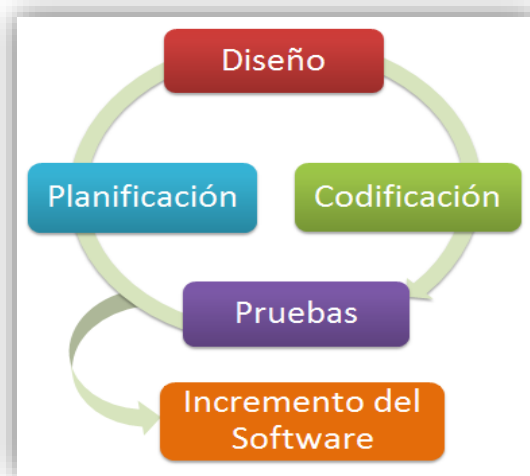 Diseño
Planificación
Codificación
Pruebas
Incremento del
Software